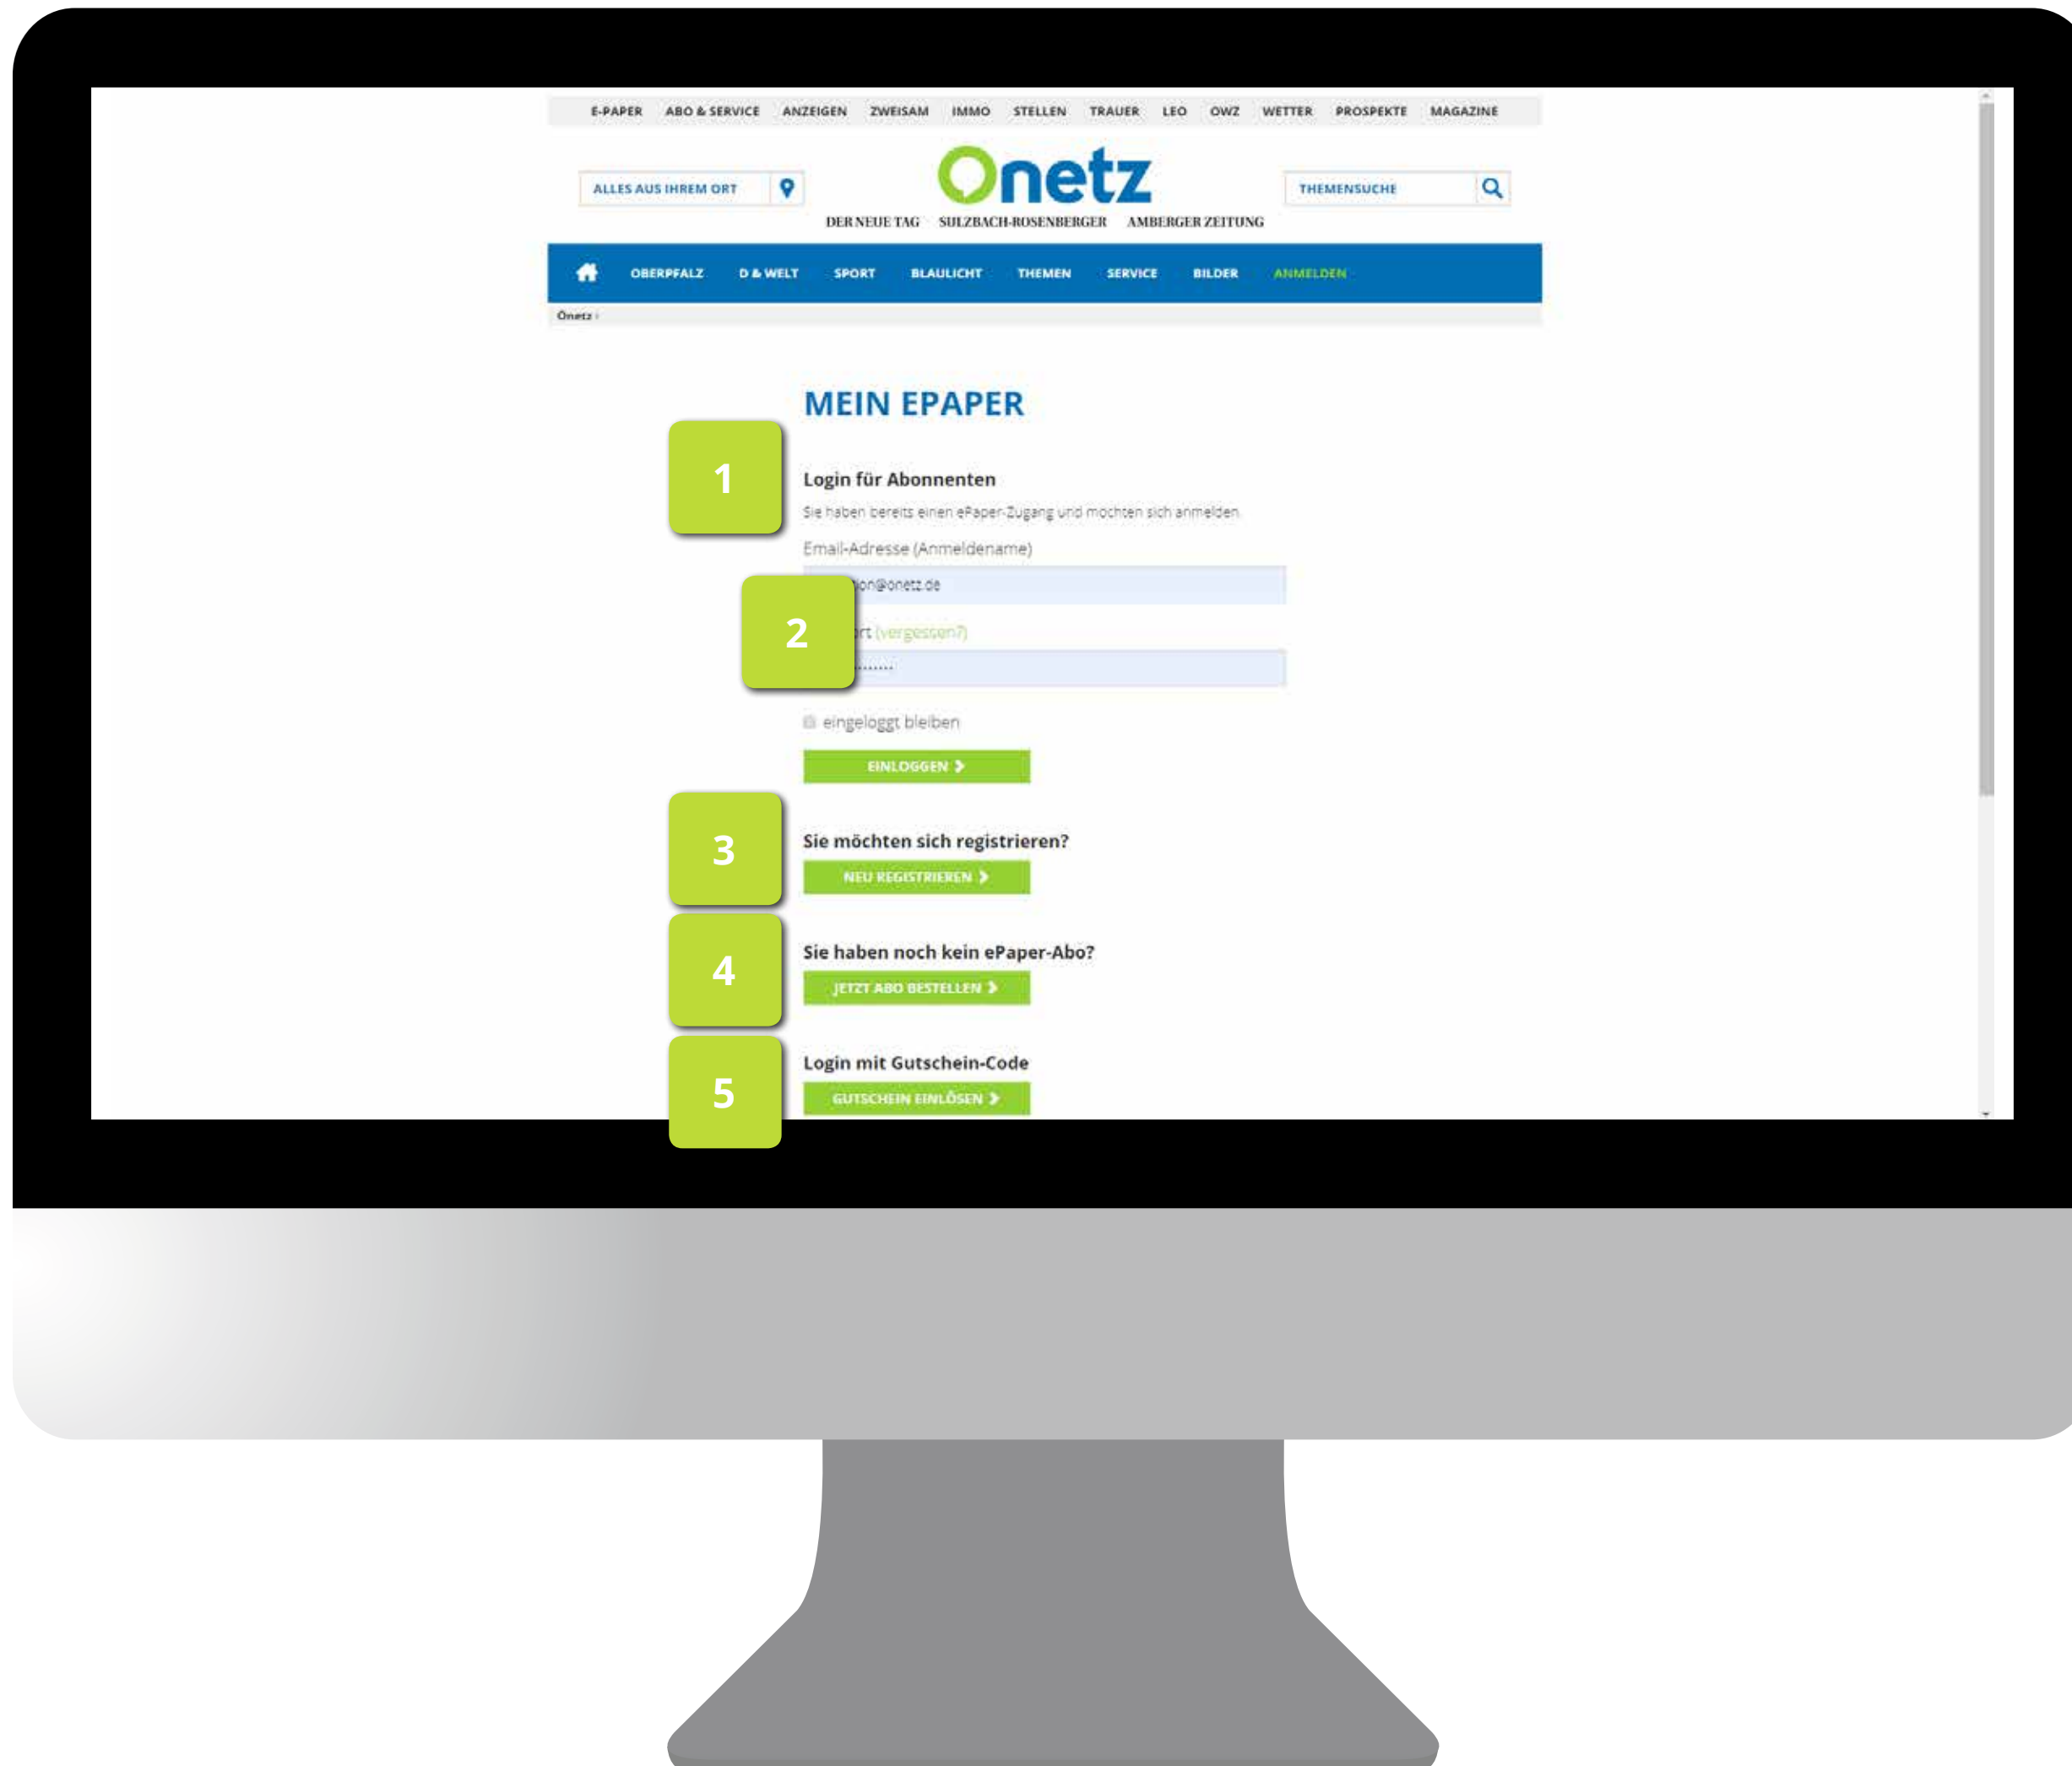 E-PAPER ABO & SERVICE ANZEIGEN ZWEISAM IMMO STELLEN TRAUER LEO OWZ WETTER PROSPEKTE MAGAZINE
ALLES AUS IHREM ORT
Onetz
THEMENSUCHE
DER NEUE TAG SULZBACH-ROSENBERGER AMBERGER ZEITUNG
OBERPFALZ D & WELT SPORT BLAULICHT THEMEN SERVICE BILDER ANMELDEN
Onetz ›
MEIN EPAPER
1
Login für Abonnenten
Sie haben bereits einen ePaper-Zugang und möchten sich anmelden.
Email-Adresse (Anmeldename)
ion@onetz.de
2
ort (vergessen?)
eingeloggt bleiben
EINLOGGEN
3
Sie möchten sich registrieren?
NEU REGISTRIEREN
4
Sie haben noch kein ePaper-Abo?
JETZT ABO BESTELLEN
5
Login mit Gutschein-Code
GUTSCHEIN EINLÖSEN